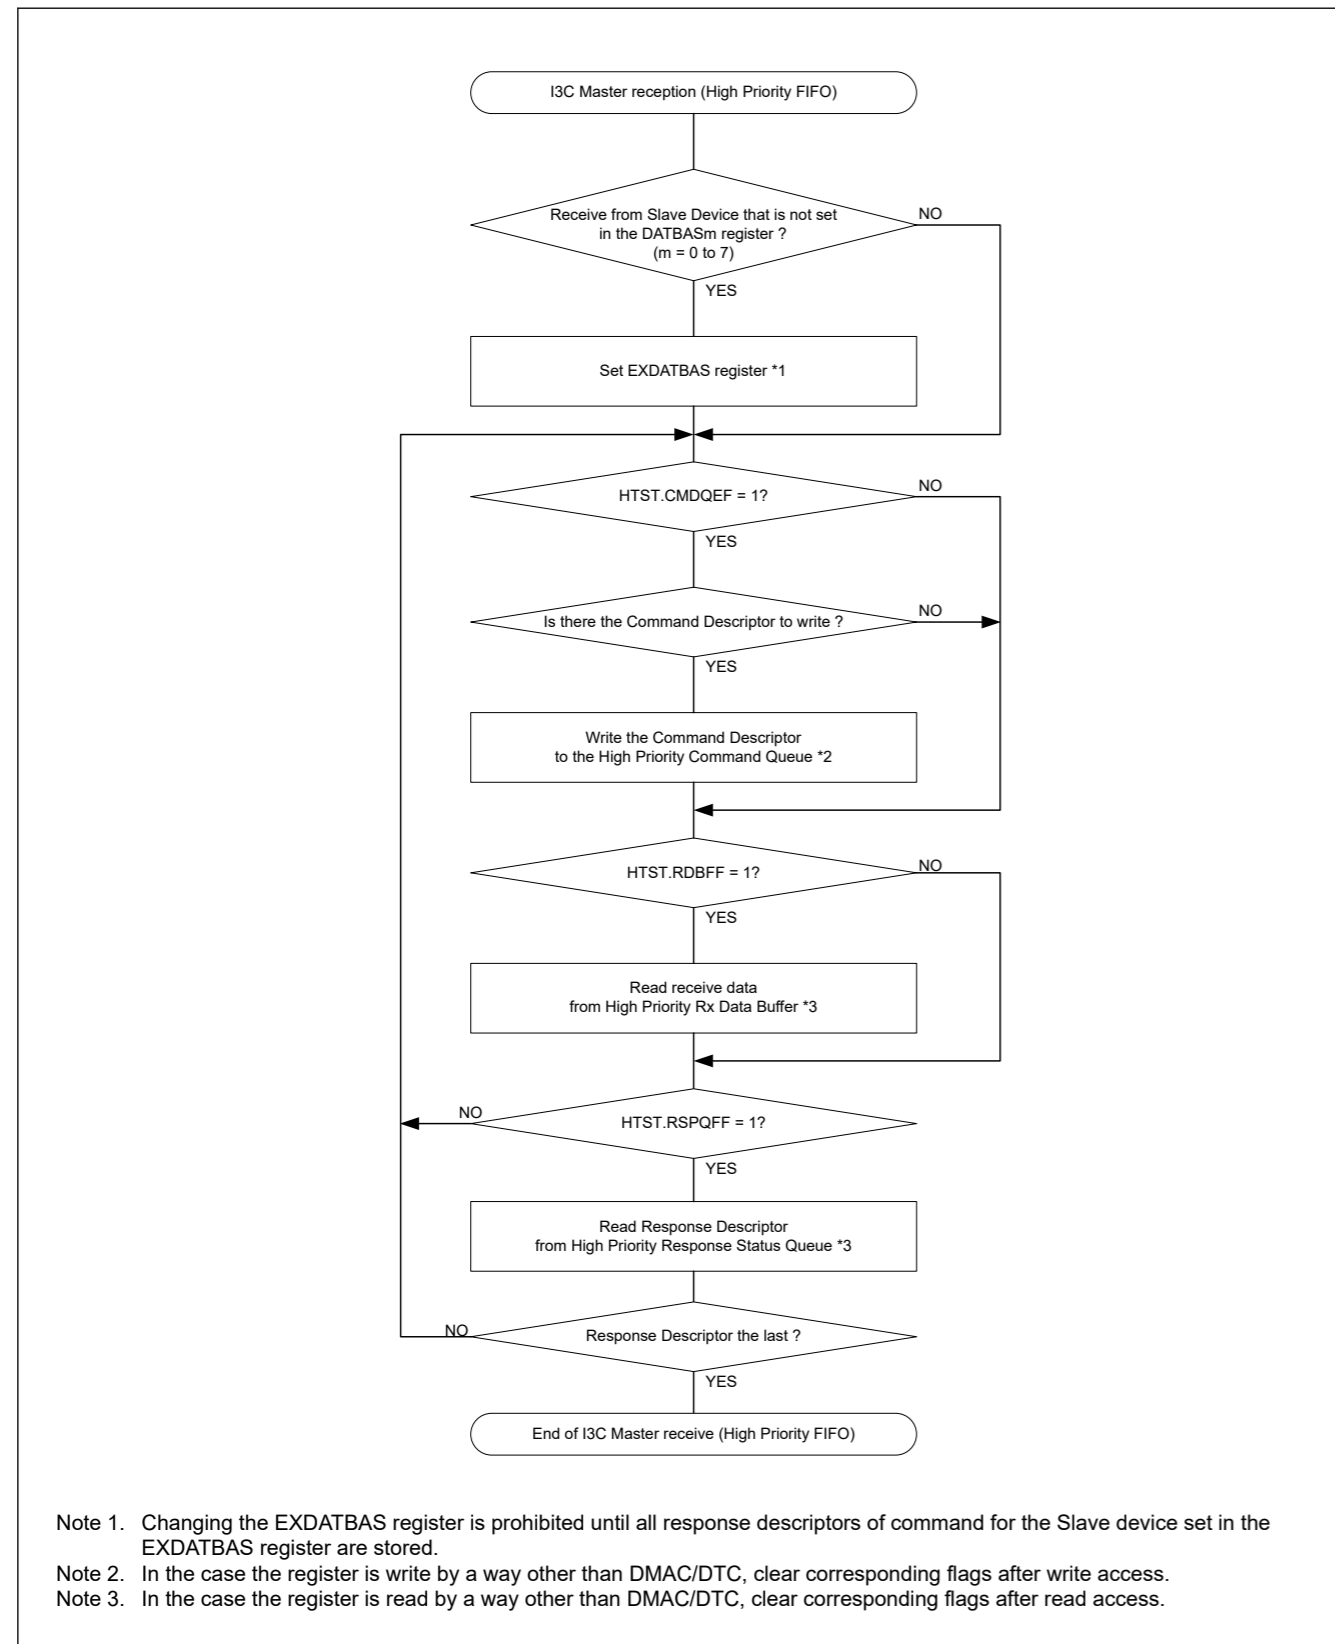 I3C Master reception (High Priority FIFO)
Receive from Slave Device that is not set
in the DATBASm register ?
(m = 0 to 7)
NO
YES
Set EXDATBAS register *1
HTST.CMDQEF = 1?
NO
YES
Is there the Command Descriptor to write ?
NO
YES
Write the Command Descriptor
to the High Priority Command Queue *2
HTST.RDBFF = 1?
NO
YES
Read receive data
from High Priority Rx Data Buffer *3
NO
HTST.RSPQFF = 1?
YES
Read Response Descriptor
from High Priority Response Status Queue *3
NO
Response Descriptor the last ?
YES
End of I3C Master receive (High Priority FIFO)
Note 1. Changing the EXDATBAS register is prohibited until all response descriptors of command for the Slave device set in the
EXDATBAS register are stored.
Note 2. In the case the register is write by a way other than DMAC/DTC, clear corresponding flags after write access.
Note 3. In the case the register is read by a way other than DMAC/DTC, clear corresponding flags after read access.